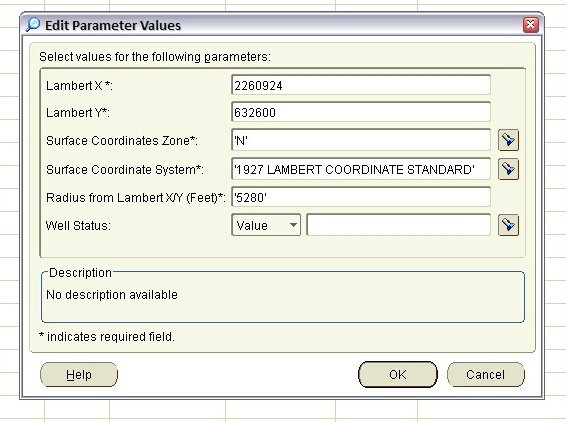 Edit Parameter Values
Select values for the following parameters:
Lambert X *: 2260924
Lambert Y*: 632600
Surface Coordinates Zone*: 'N'
Surface Coordinate System*: '1927 LAMBERT COORDINATE STANDARD'
Radius from Lambert X/Y (Feet)*: '5280'
Well Status: Value
Description
No description available
* indicates required field.
Help OK Cancel